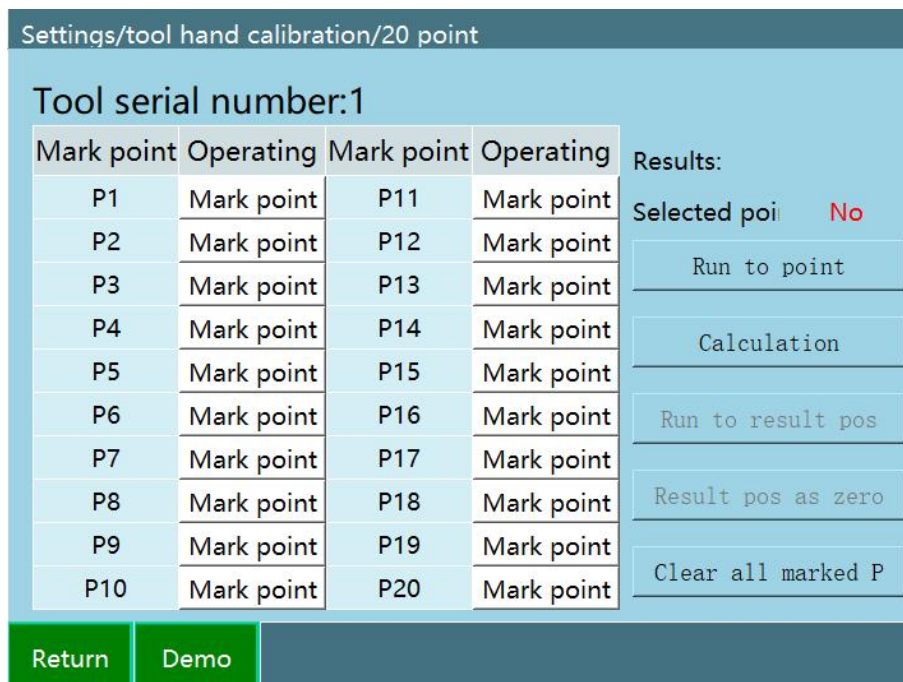 Settings/tool hand calibration/20 point
Tool serial number:1
Mark point Operating Mark point Operating
P1 Mark point P11 Mark point
P2 Mark point P12 Mark point
P3 Mark point P13 Mark point
P4 Mark point P14 Mark point
P5 Mark point P15 Mark point
P6 Mark point P16 Mark point
P7 Mark point P17 Mark point
P8 Mark point P18 Mark point
P9 Mark point P19 Mark point
P10 Mark point P20 Mark point
Results:
Selected poi No
Run to point
Calculation
Run to result pos
Result pos as zero
Clear all marked P
Return Demo